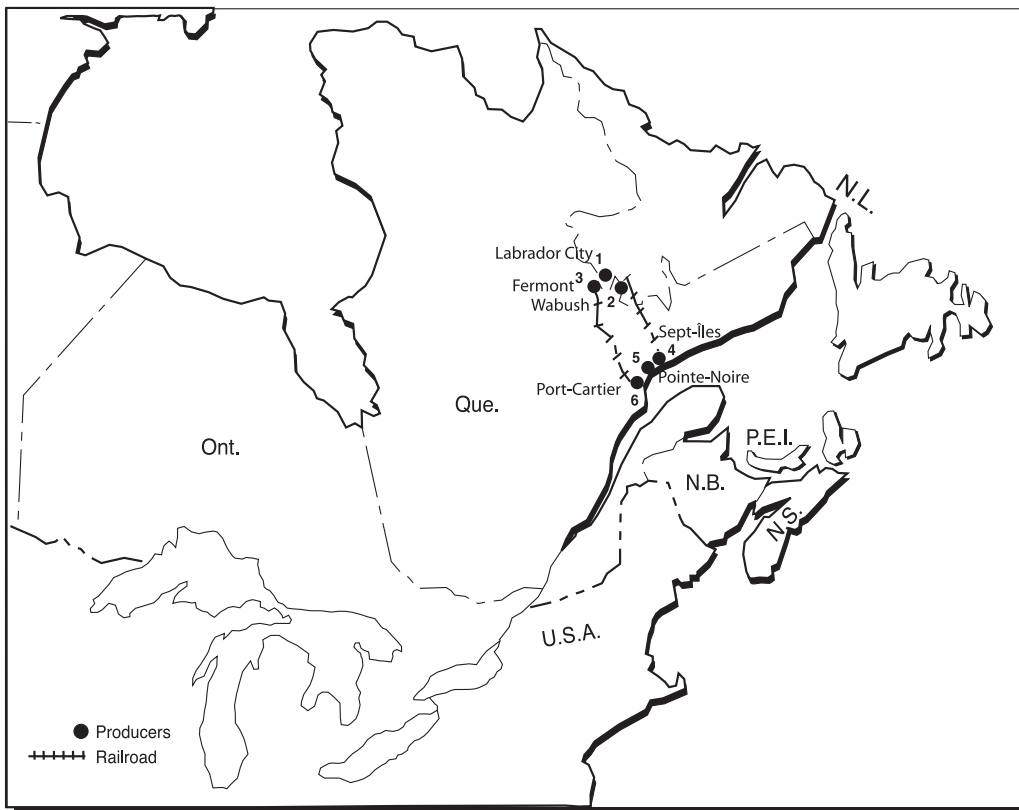 N.L.
Labrador City 1
3
Fermont
2
Wabush
Sept-Îles
4
5
Pointe-Noire
Port-Cartier
6
Que.
Ont.
P.E.I.
N.B.
N S.
U.S.A.
Producers
Railroad